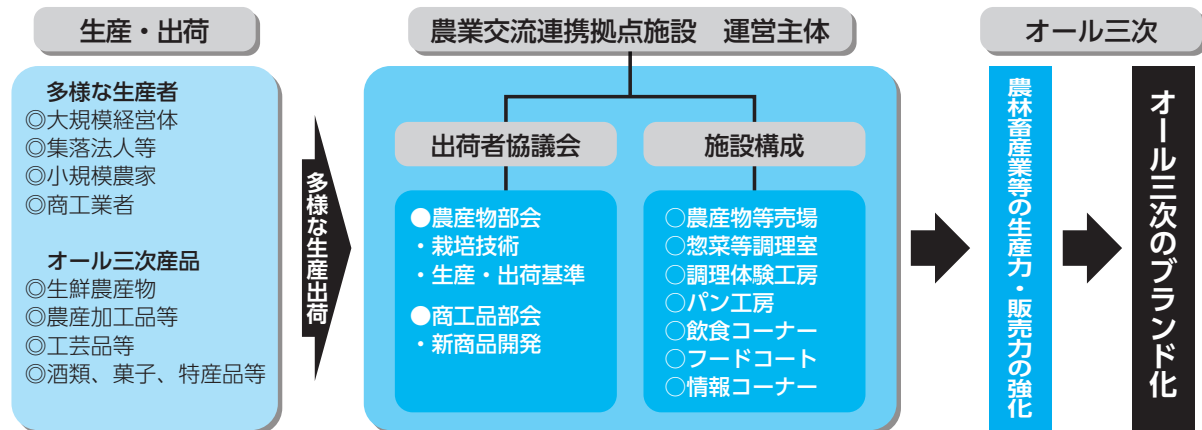 生産・出荷
多様な生産者
◎大規模経営体
◎集落法人等
◎小規模農家
◎商工業者
オール三次産品
◎生鮮農産物
◎農産加工品等
◎工芸品等
◎酒類、菓子、特産品等
多様な生産出荷
農業交流連携拠点施設　運営主体
出荷者協議会
●農産物部会
・栽培技術
・生産・出荷基準
●商工品部会
・新商品開発
施設構成
○農産物等売場
○惣菜等調理室
○調理体験工房
○パン工房
○飲食コーナー
○フードコート
○情報コーナー
オール三次
農林畜産業等の生産力・販売力の強化
オール三次のブランド化